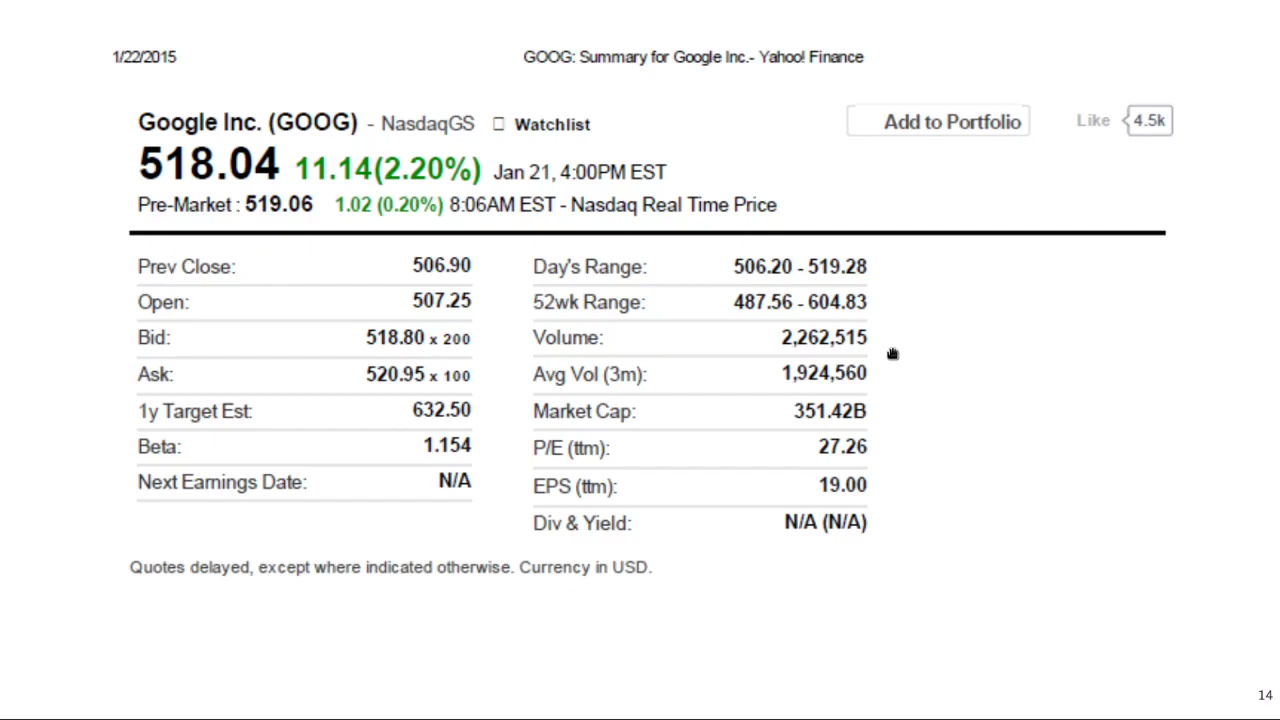 1/22/2015 GOOG: Summary for Google Inc.- Yahoo! Finance
Google Inc. (GOOG) - NasdaqGS Watchlist Add to Portfolio Like 4.5k
518.04 11.14(2.20%) Jan 21, 4:00PM EST
Pre-Market : 519.06 1.02 (0.20%) 8:06AM EST - Nasdaq Real Time Price
Prev Close: 506.90
Open: 507.25
Bid: 518.80 x 200
Ask: 520.95 x 100
1y Target Est: 632.50
Beta: 1.154
Next Earnings Date: N/A
Day's Range: 506.20 - 519.28
52wk Range: 487.56 - 604.83
Volume: 2,262,515
Avg Vol (3m): 1,924,560
Market Cap: 351.42B
P/E (ttm): 27.26
EPS (ttm): 19.00
Div & Yield: N/A (N/A)
Quotes delayed, except where indicated otherwise. Currency in USD.
14